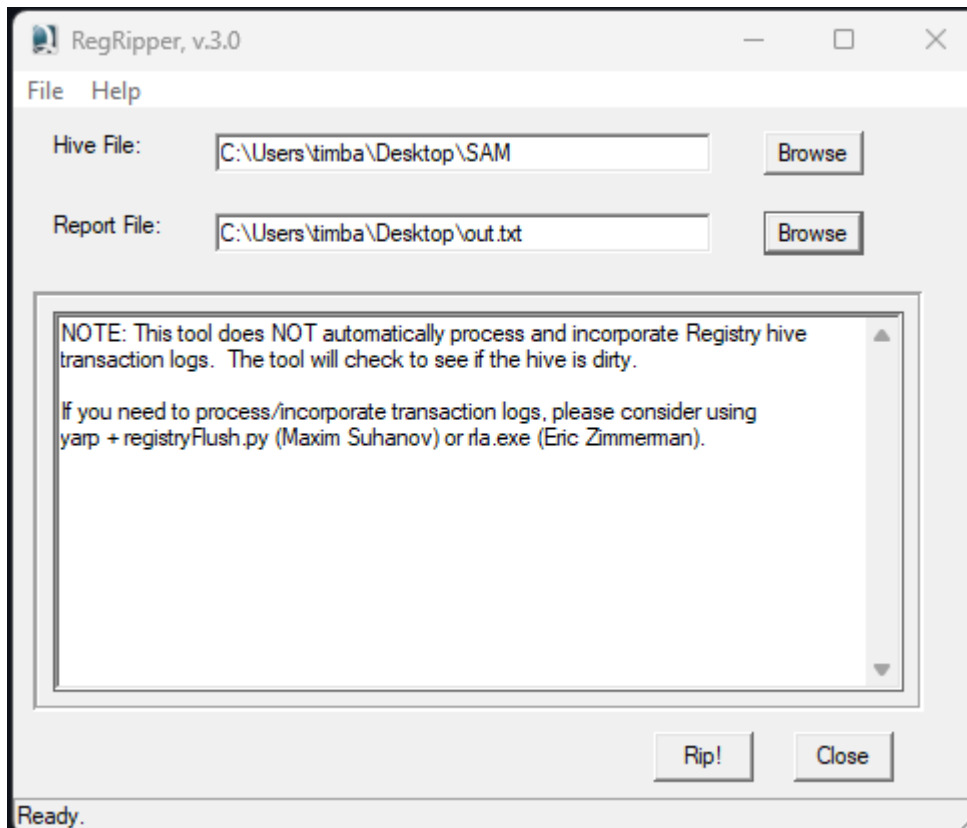 RegRipper, v.3.0
File Help
Hive File: C:\Users\timba\Desktop\SAM Browse
Report File: C:\Users\timba\Desktop\out.txt Browse
NOTE: This tool does NOT automatically process and incorporate Registry hive
transaction logs.  The tool will check to see if the hive is dirty.
If you need to process/incorporate transaction logs, please consider using
yarp + registryFlush.py (Maxim Suhanov) or rla.exe (Eric Zimmerman).
Rip! Close
Ready.